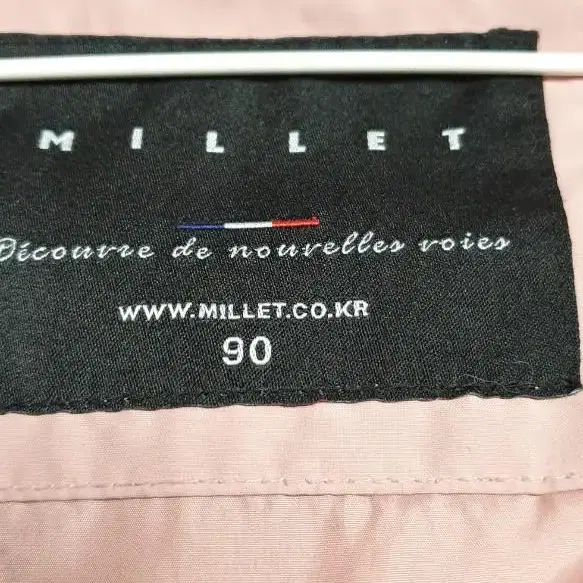 MILLET
Découvre de nouvelles voies
WWW.MILLET.CO.KR
90